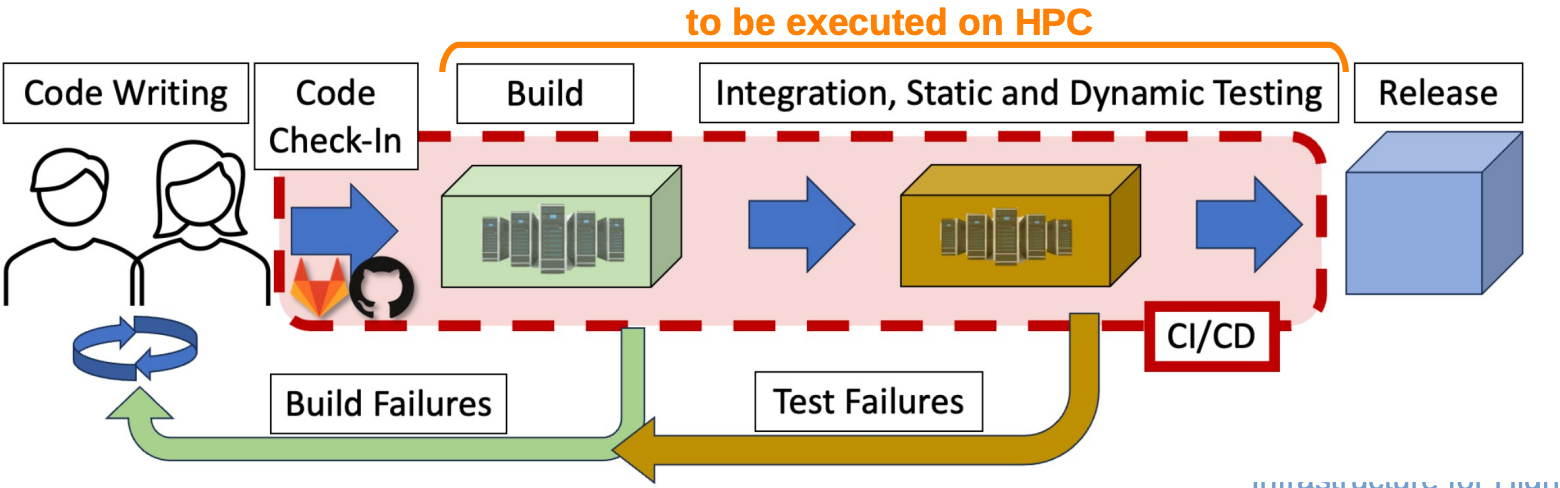 to be executed on HPC
Code Writing
Code
Check-In
Build
Integration, Static and Dynamic Testing
Release
CI/CD
Build Failures
Test Failures